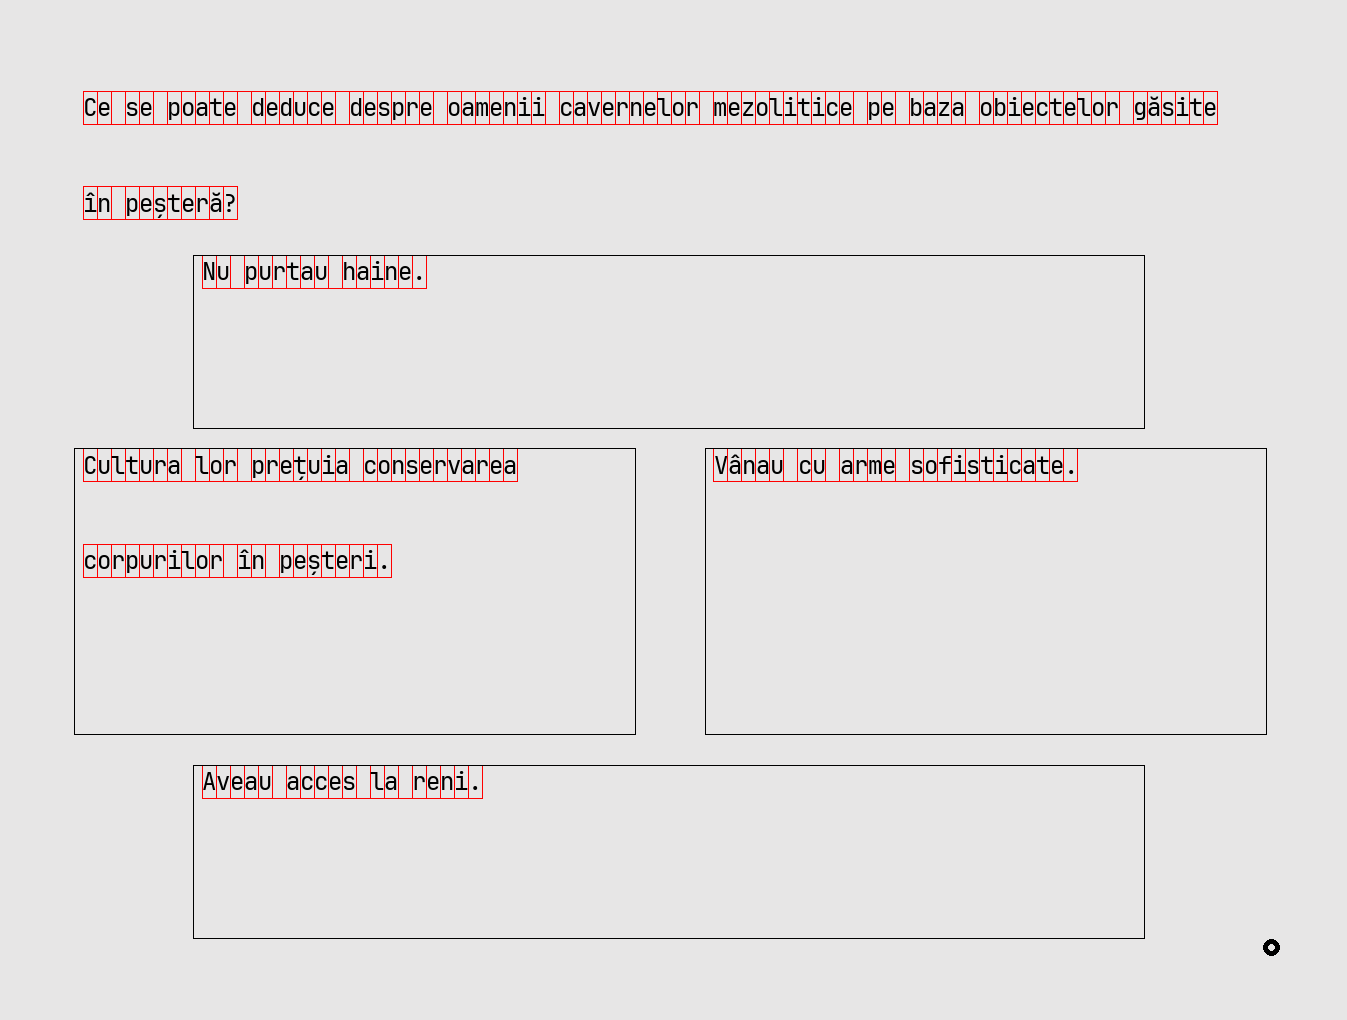 Ce se poate deduce despre oamenii cavernelor mezolitice pe baza obiectelor găsite
în peșteră?
Nu purtau haine.
Cultura lor prețuia conservarea
corpurilor în peșteri.
Vânau cu arme sofisticate.
Aveau acces la reni.